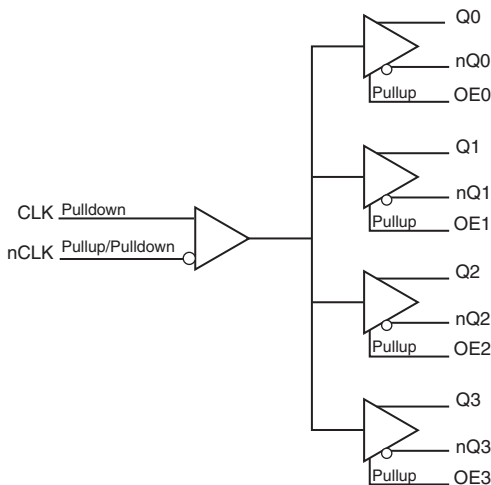 Q0
nQ0
Pullup OE0
Q1
nQ1
Pullup OE1
CLK Pulldown
nCLK Pullup/Pulldown
Q2
nQ2
Pullup OE2
Q3
nQ3
Pullup OE3